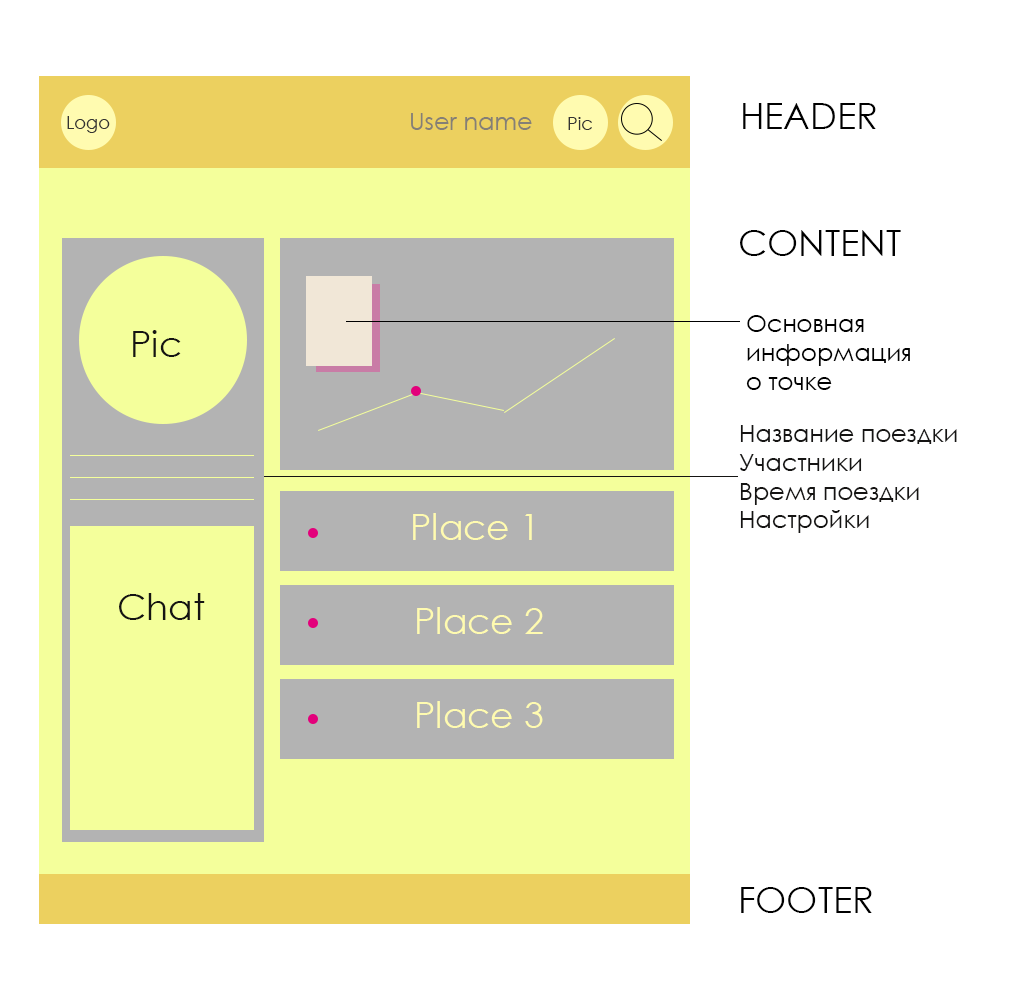 Logo
User name
Pic
HEADER
CONTENT
Pic
Основная
информация
о точке
Название поездки
Участники
Время поездки
Настройки
Place 1
Chat
Place 2
Place 3
FOOTER